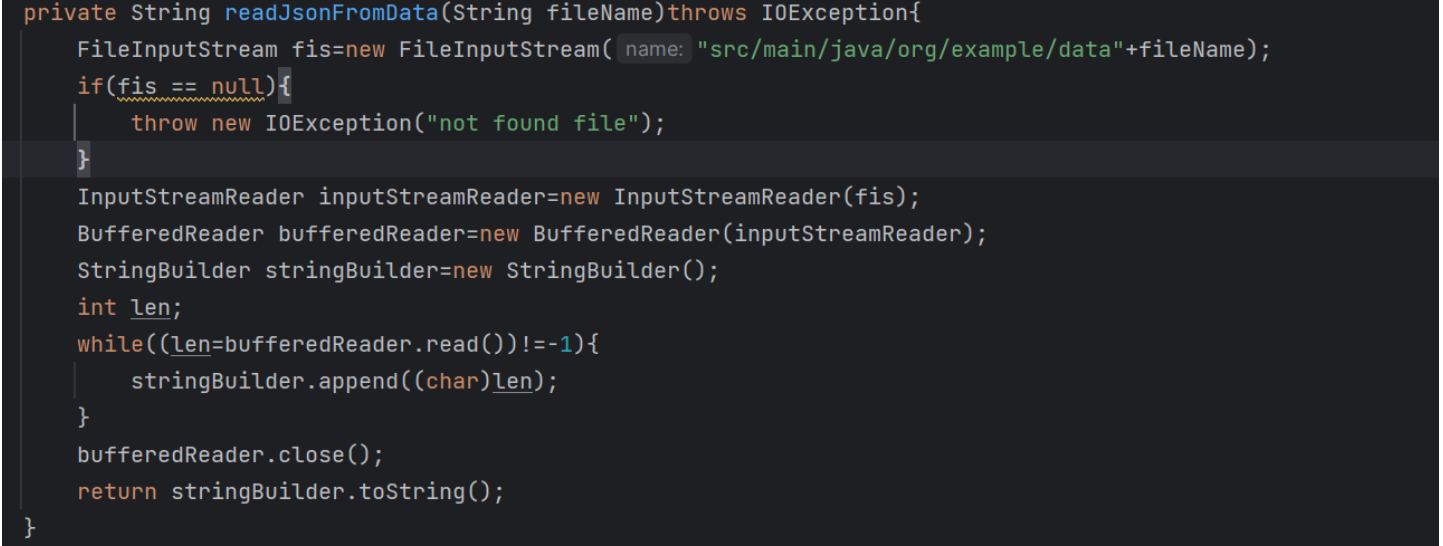 private String readJsonFromData(String fileName)throws IOException{
    FileInputStream fis=new FileInputStream( name: "src/main/java/org/example/data"+fileName);
    if(fis == null){
        throw new IOException("not found file");
    }
    InputStreamReader inputStreamReader=new InputStreamReader(fis);
    BufferedReader bufferedReader=new BufferedReader(inputStreamReader);
    StringBuilder stringBuilder=new StringBuilder();
    int len;
    while((len=bufferedReader.read())!=-1){
        stringBuilder.append((char)len);
    }
    bufferedReader.close();
    return stringBuilder.toString();
}